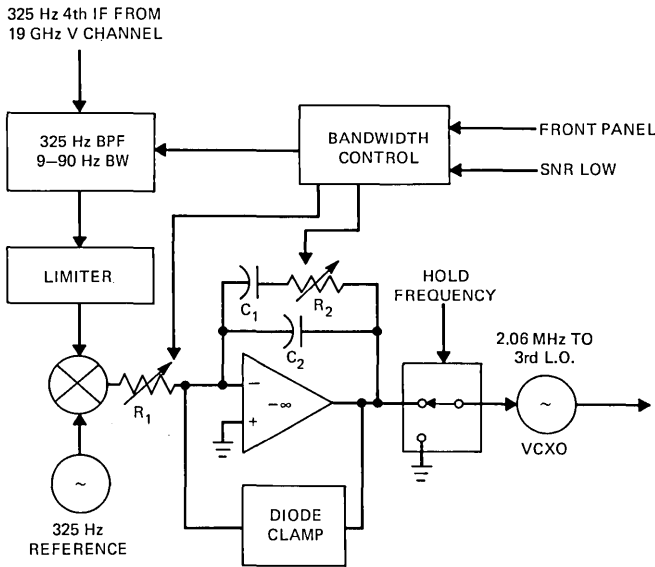 325 Hz 4th IF FROM
19 GHz V CHANNEL
325 Hz BPF
9–90 Hz BW
BANDWIDTH
CONTROL
FRONT PANEL
SNR LOW
LIMITER
C1
R2
C2
HOLD
FREQUENCY
2.06 MHz TO
3rd L.O.
R1
−
−∞
+
~
VCXO
~
325 Hz
REFERENCE
DIODE
CLAMP